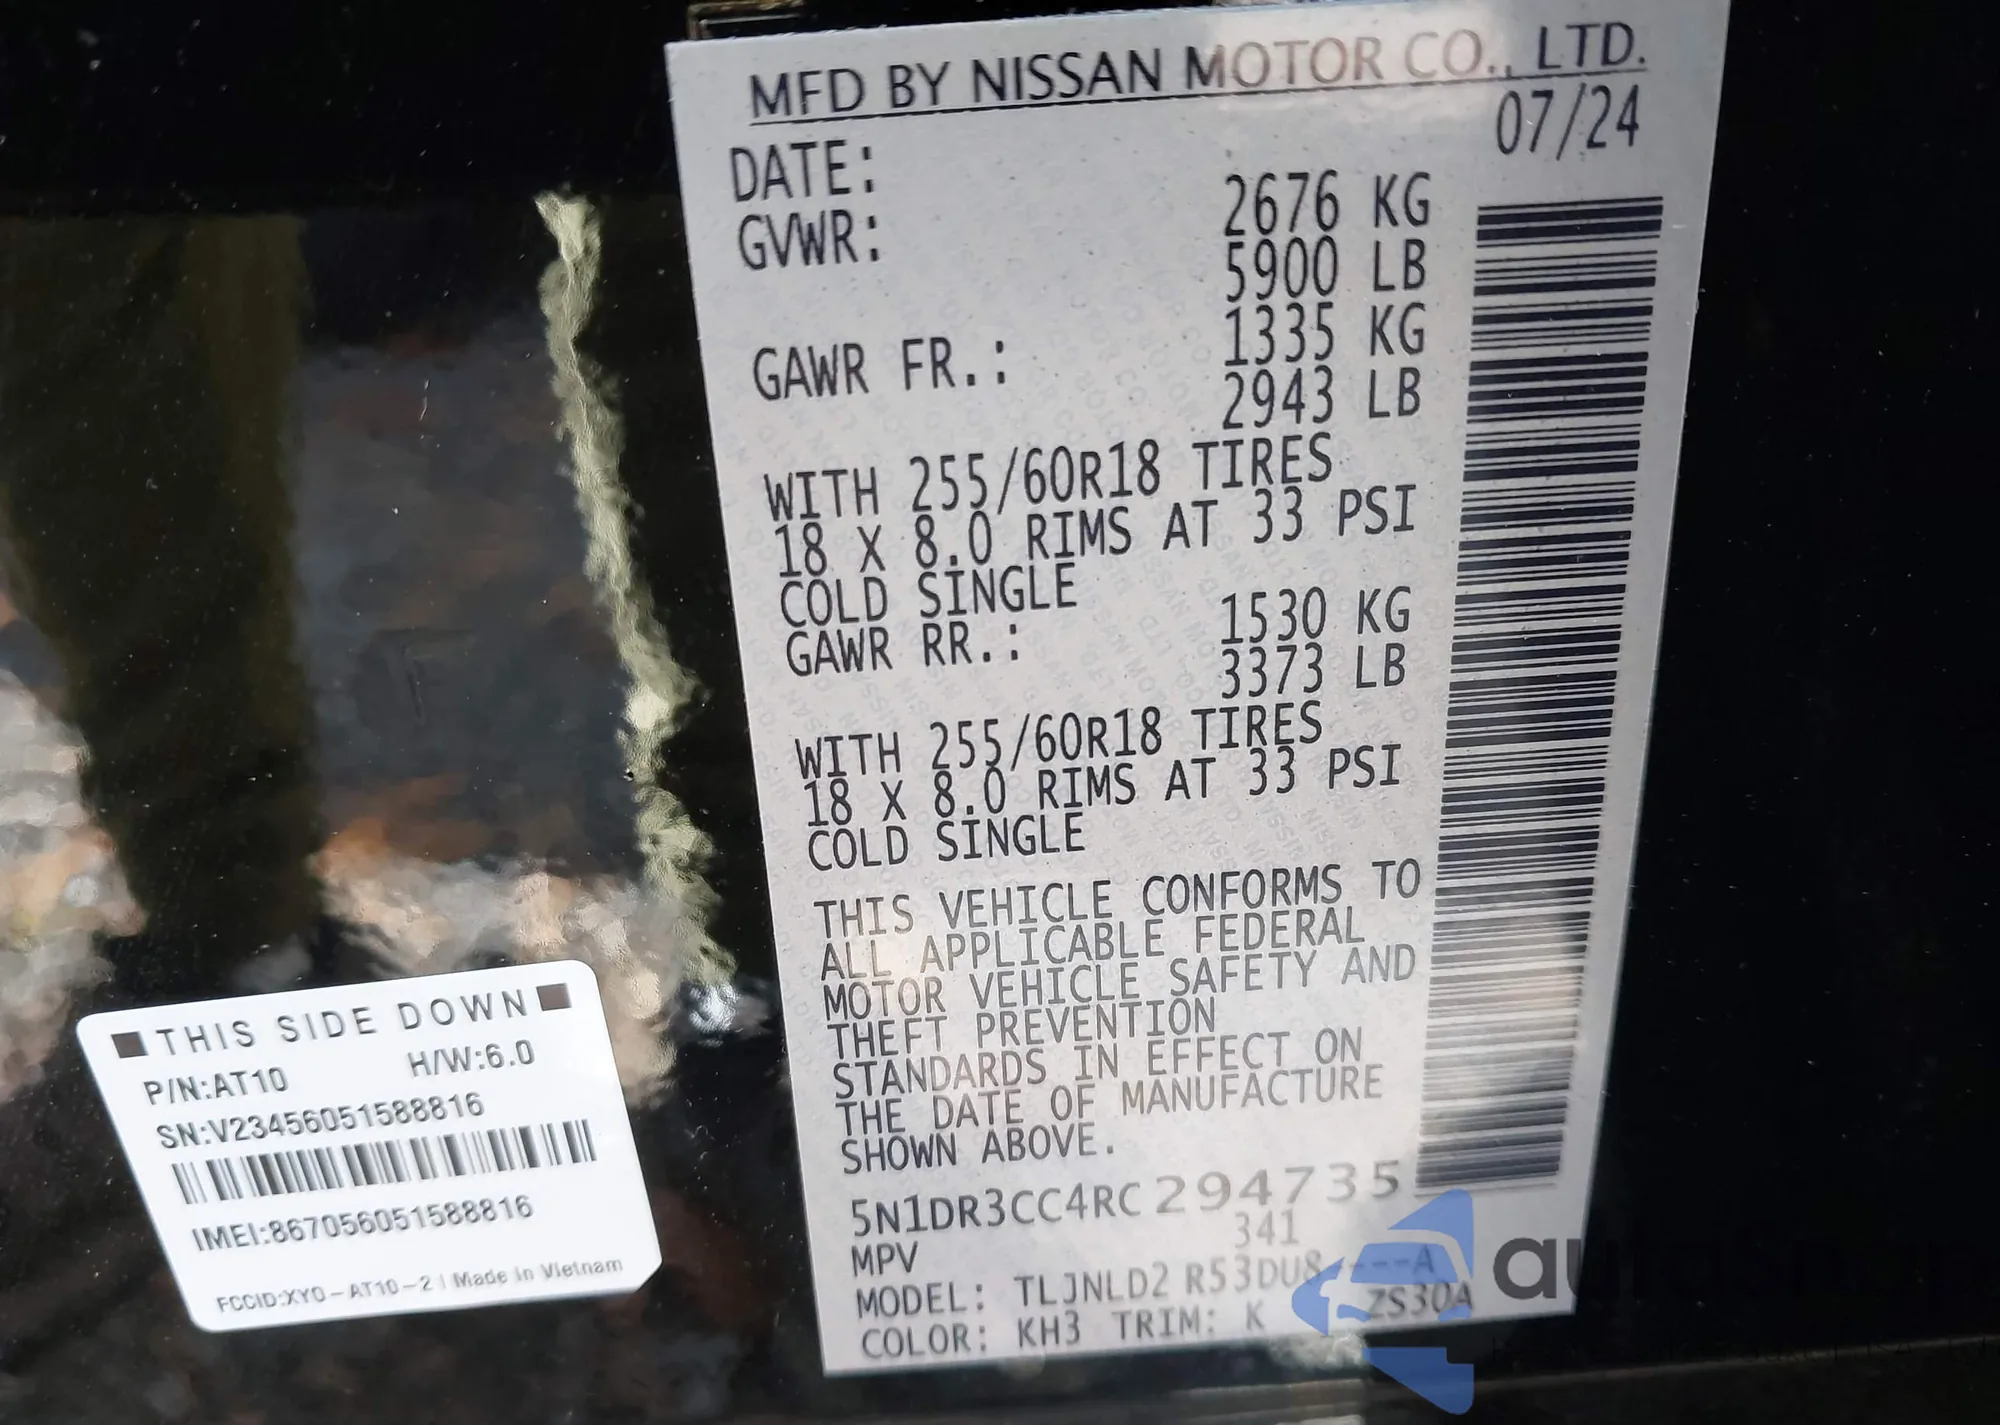 MFD BY NISSAN MOTOR CO., LTD.
DATE: 07/24
GVWR: 2676 KG
5900 LB
GAWR FR.: 1335 KG
2943 LB
WITH 255/60R18 TIRES
18 X 8.0 RIMS AT 33 PSI
COLD SINGLE
GAWR RR.: 1530 KG
3373 LB
WITH 255/60R18 TIRES
18 X 8.0 RIMS AT 33 PSI
COLD SINGLE
THIS VEHICLE CONFORMS TO
ALL APPLICABLE FEDERAL
MOTOR VEHICLE SAFETY AND
THEFT PREVENTION
STANDARDS IN EFFECT ON
THE DATE OF MANUFACTURE
SHOWN ABOVE.
5N1DR3CC4RC294735
MPV 341
MODEL: TLJNLD2 R53DU8----A
COLOR: KH3 TRIM: K ZS30A
THIS SIDE DOWN
P/N:AT10 H/W:6.0
SN:V23456051588816
IMEI:867056051588816
FCCID:XYO-AT10-2 | Made in Vietnam